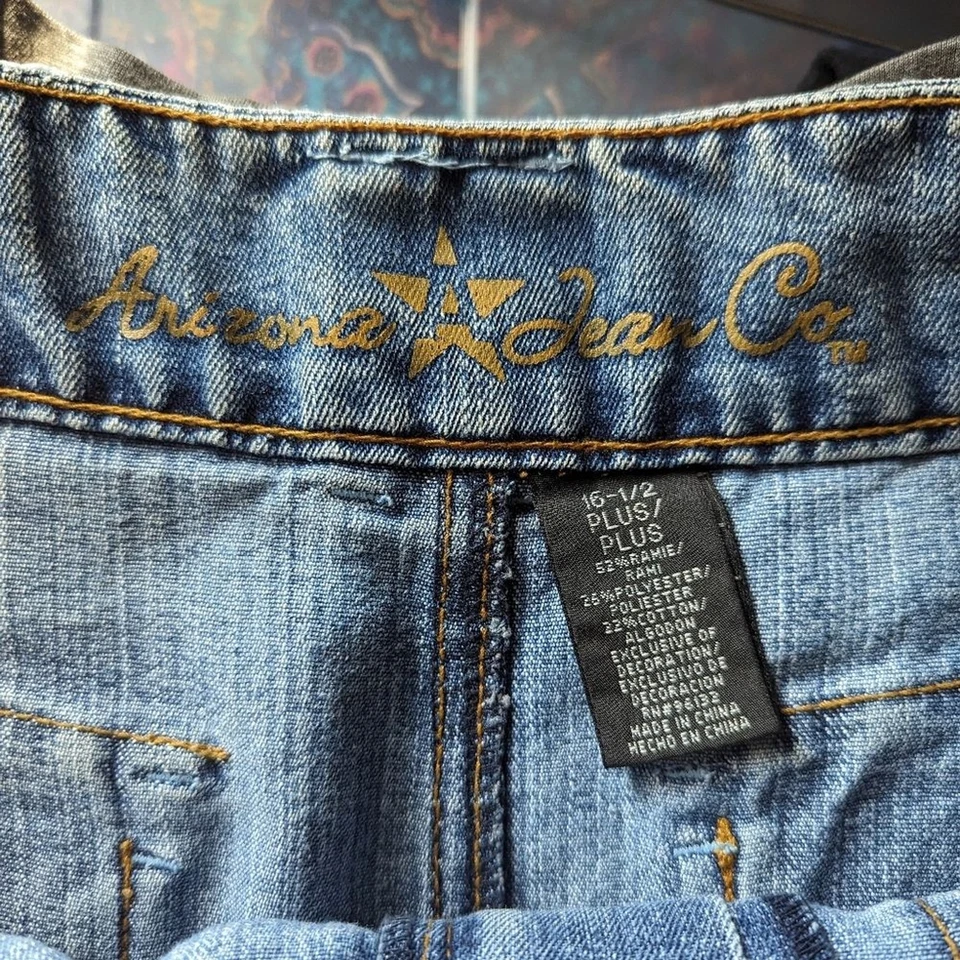 Arizona Jean Co TM
16-1/2
PLUS/
PLUS
52%RAMIE/
RAMI
26%POLYESTER/
POLIESTER
22%COTTON/
ALGODON
EXCLUSIVE OF
DECORATION/
EXCLUSIVO DE
DECORACION
RN#96132
MADE IN CHINA
HECHO EN CHINA